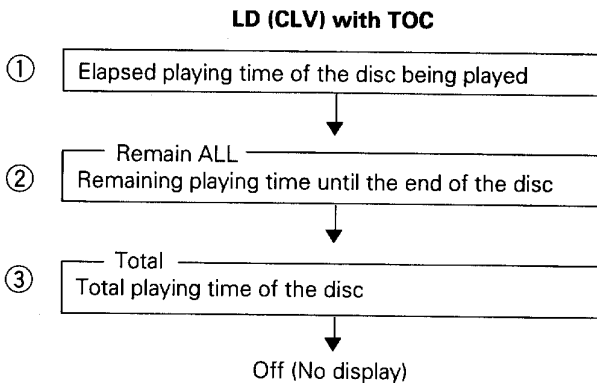 LD (CLV) with TOC
① Elapsed playing time of the disc being played
Remain ALL
② Remaining playing time until the end of the disc
Total
③ Total playing time of the disc
Off (No display)